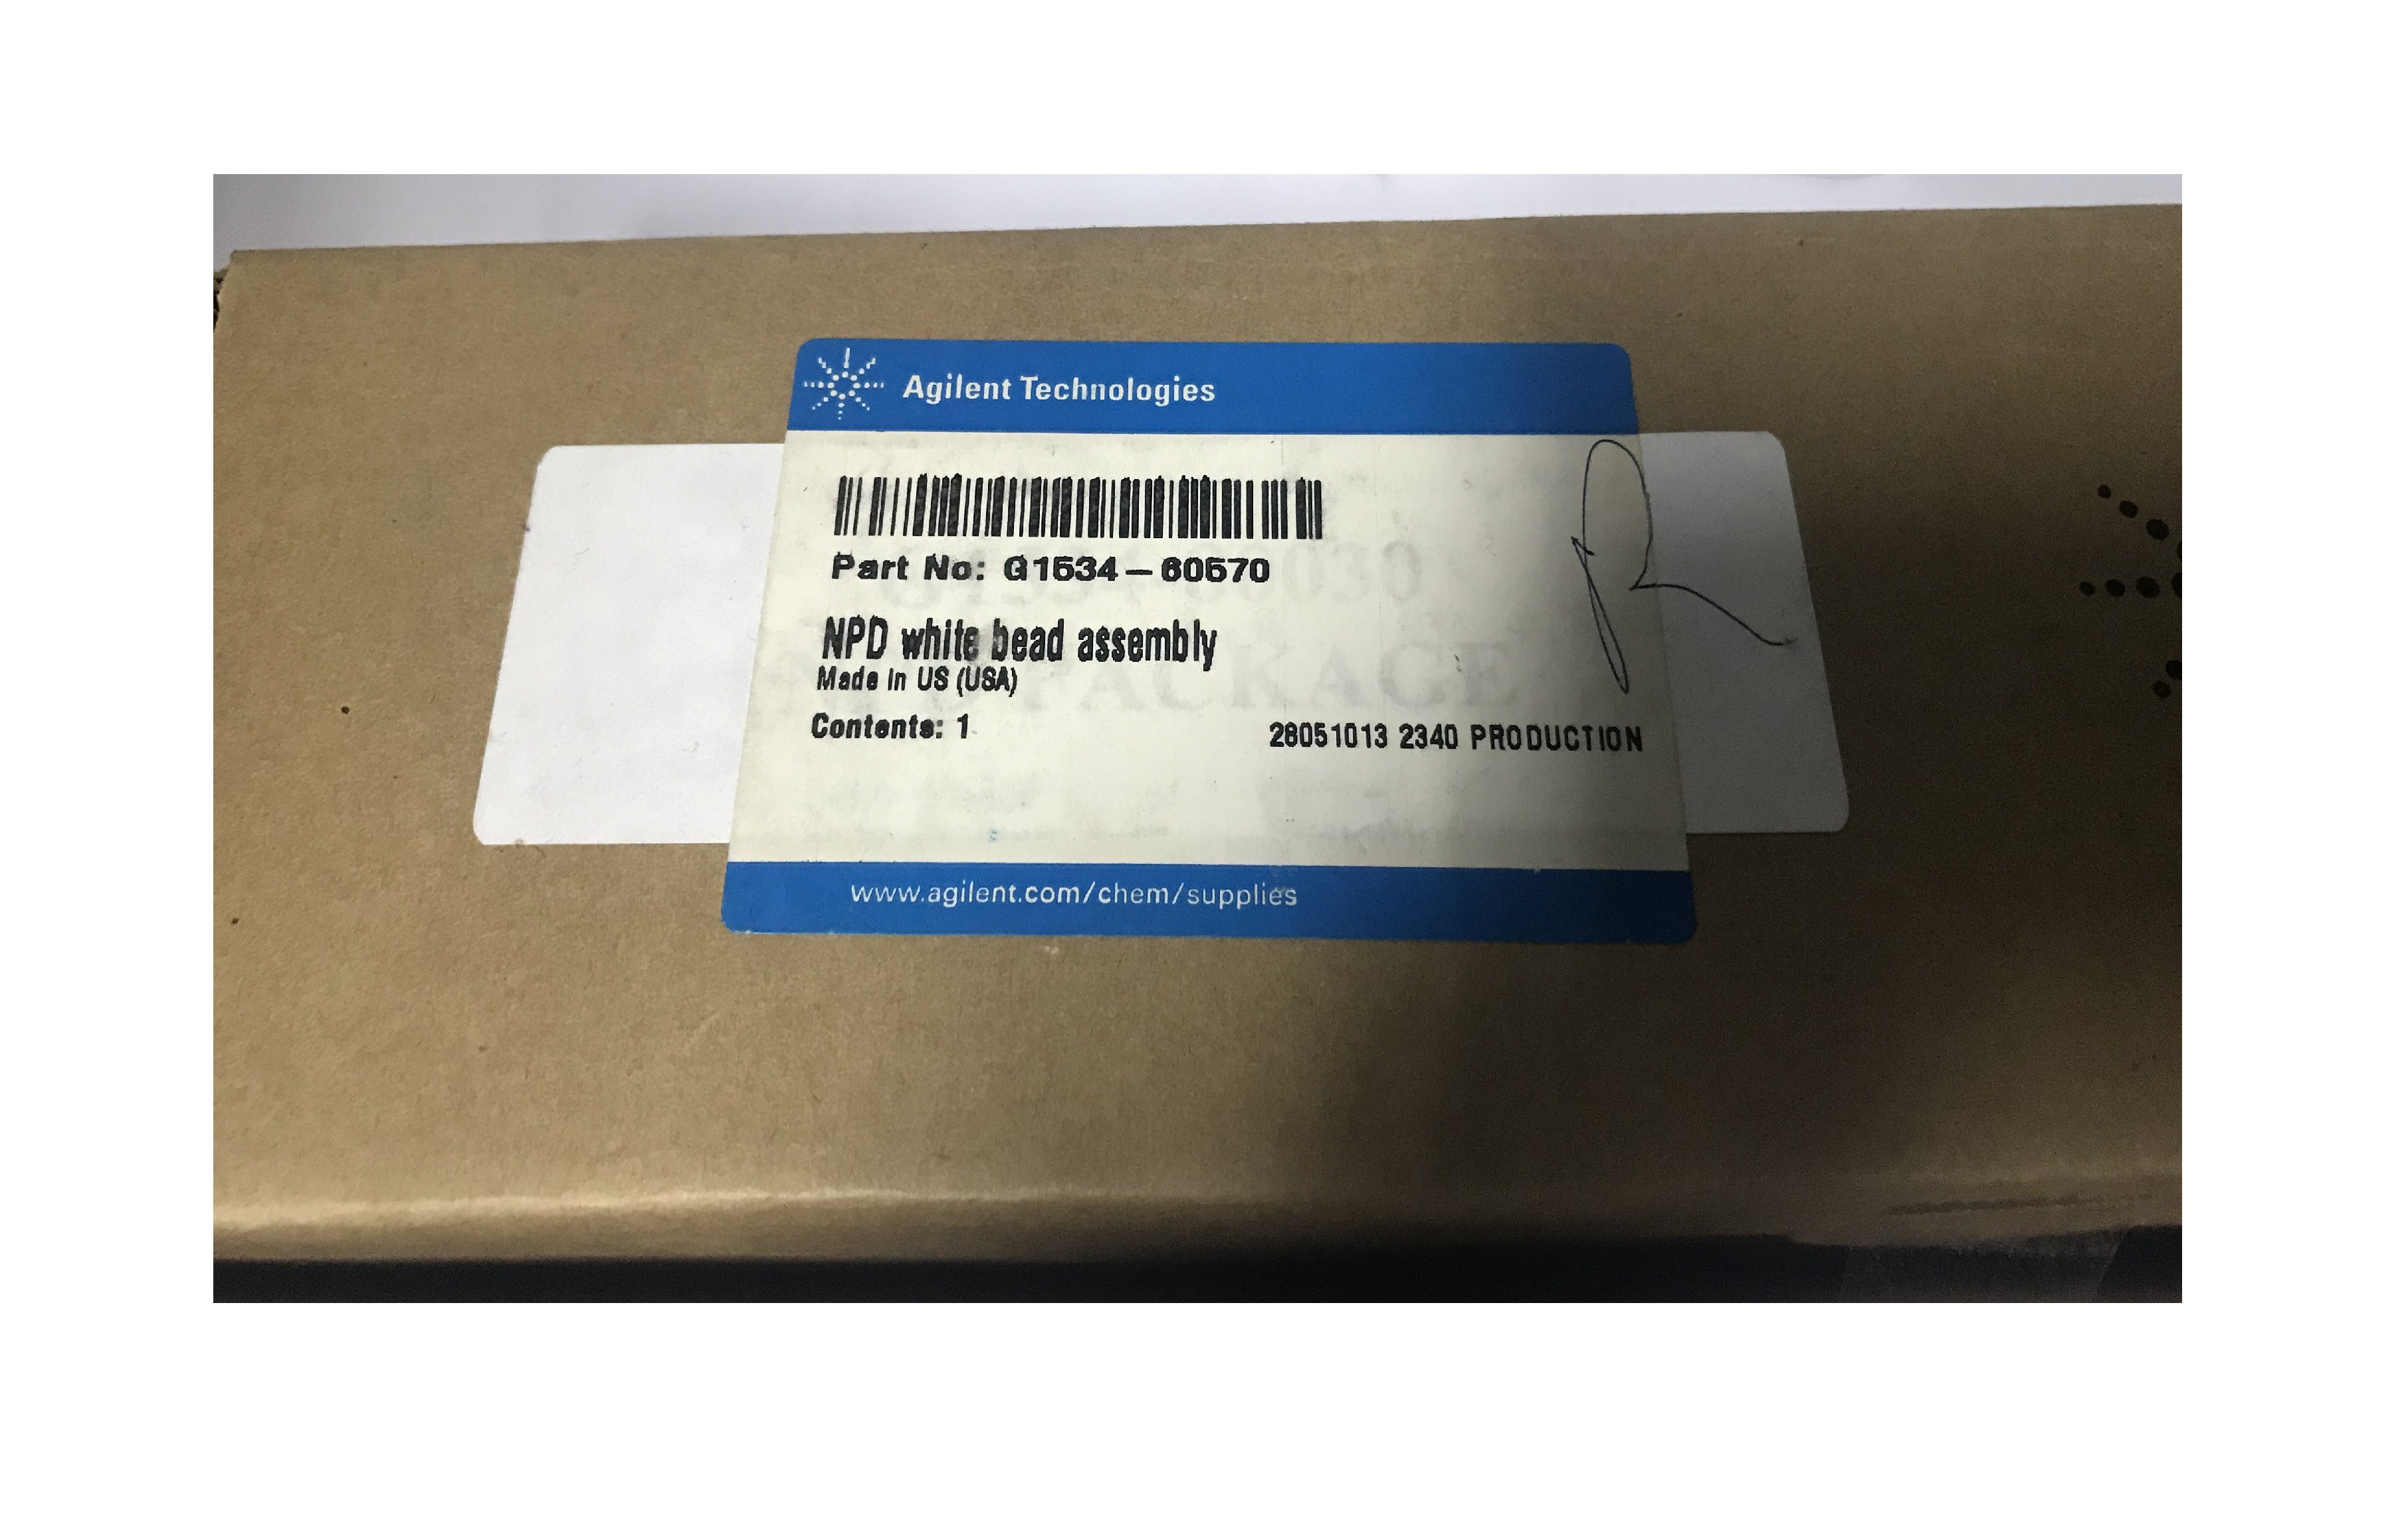 Agilent Technologies
Part No: G1534-60570
NPD white bead assembly
Made in US (USA)
Contents: 1
28051013 2340 PRODUCTION
www.agilent.com/chem/supplies